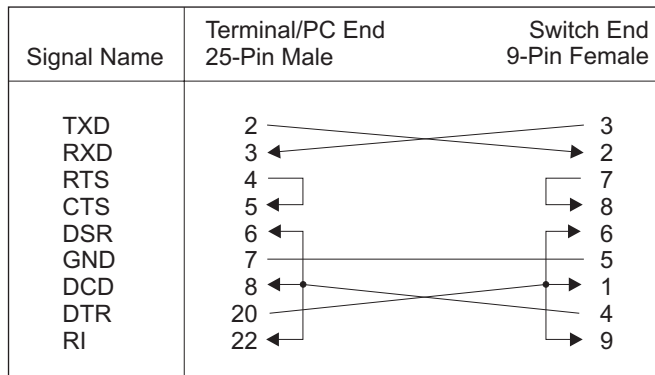 Signal Name Terminal/PC End 25-Pin Male Switch End 9-Pin Female
TXD 2 3
RXD 3 2
RTS 4 7
CTS 5 8
DSR 6 6
GND 7 5
DCD 8 1
DTR 20 4
RI 22 9